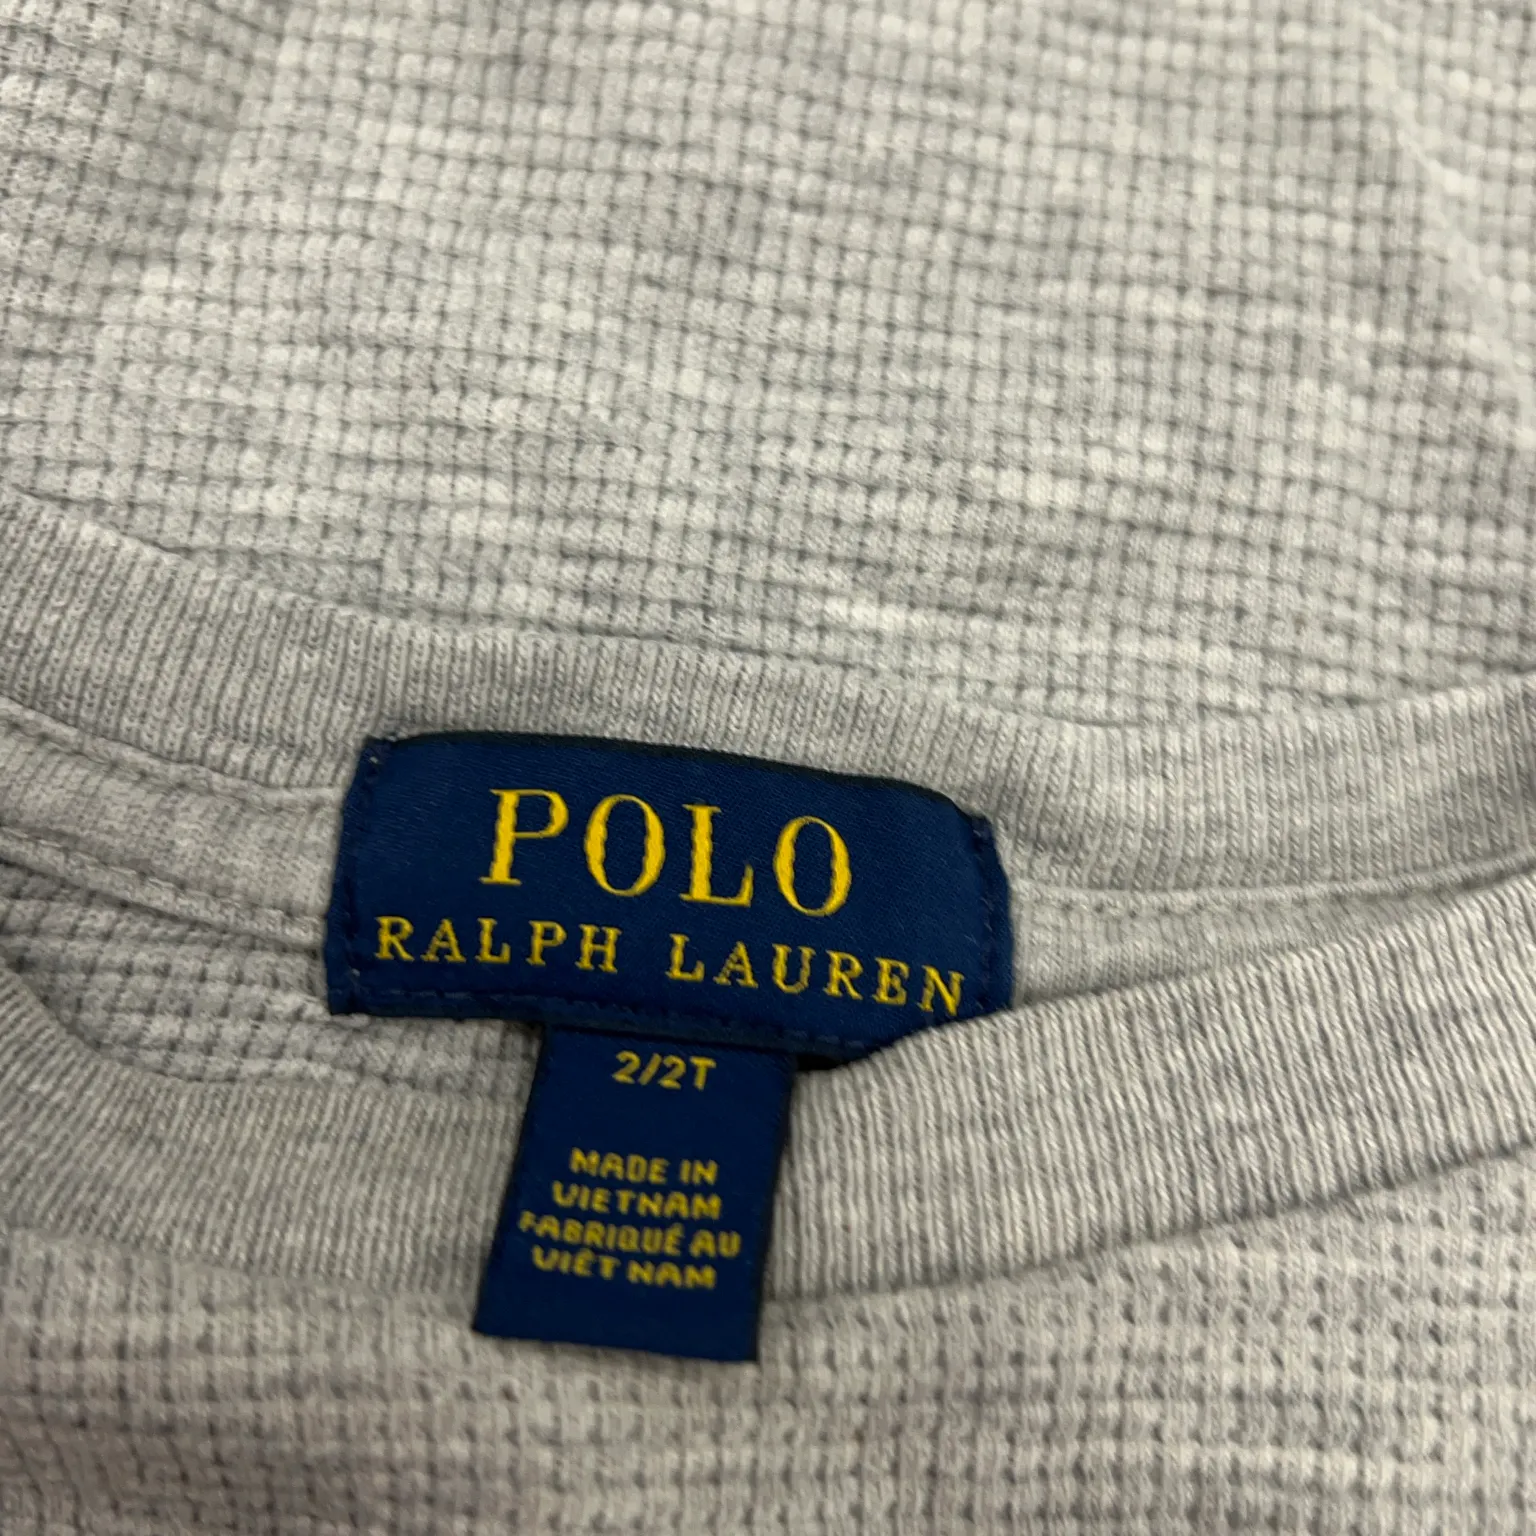 POLO
RALPH LAUREN
2/2T
MADE IN
VIETNAM
FABRIQUÉ AU
VIÊT NAM